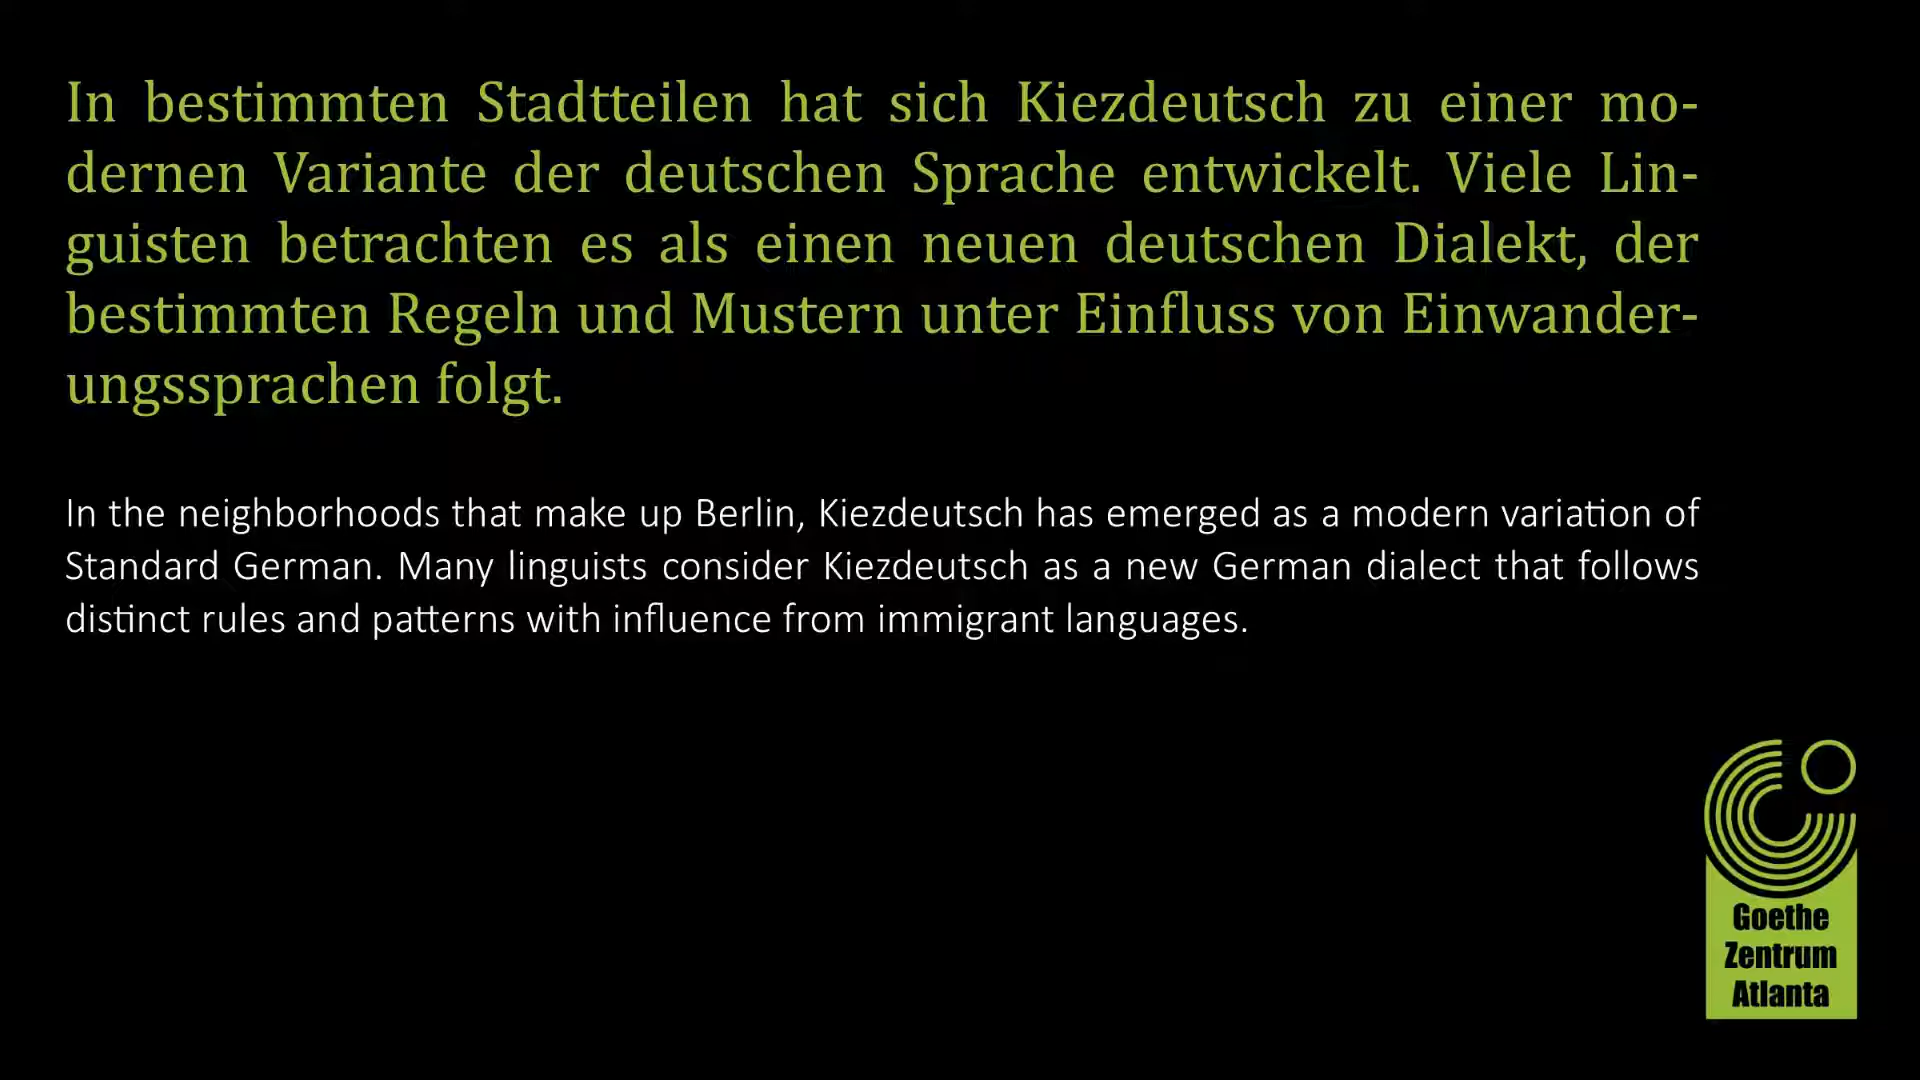 In bestimmten Stadtteilen hat sich Kiezdeutsch zu einer mo-
dernen Variante der deutschen Sprache entwickelt. Viele Lin-
guisten betrachten es als einen neuen deutschen Dialekt, der
bestimmten Regeln und Mustern unter Einfluss von Einwander-
ungssprachen folgt.
In the neighborhoods that make up Berlin, Kiezdeutsch has emerged as a modern variation of
Standard German. Many linguists consider Kiezdeutsch as a new German dialect that follows
distinct rules and patterns with influence from immigrant languages.
Goethe
Zentrum
Atlanta